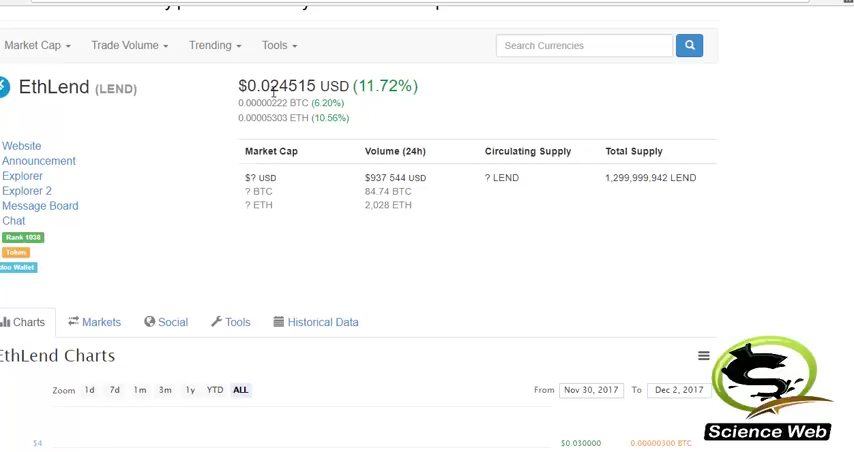 Market Cap Trade Volume Trending Tools Search Currencies
EthLend (LEND)
$0.024515 USD (11.72%)
0.00000222 BTC (6.20%)
0.00005303 ETH (10.56%)
Website
Announcement
Explorer
Explorer 2
Message Board
Chat
Rank 1038
Token
Wallet
Market Cap Volume (24h) Circulating Supply Total Supply
$? USD $937 544 USD ? LEND 1,299,999,942 LEND
? BTC 84.74 BTC
? ETH 2,028 ETH
Charts Markets Social Tools Historical Data
EthLend Charts
Zoom 1d 7d 1m 3m 1y YTD ALL From Nov 30, 2017 To Dec 2, 2017
$4 $0.030000 0.00000300 BTC
$
Science Web